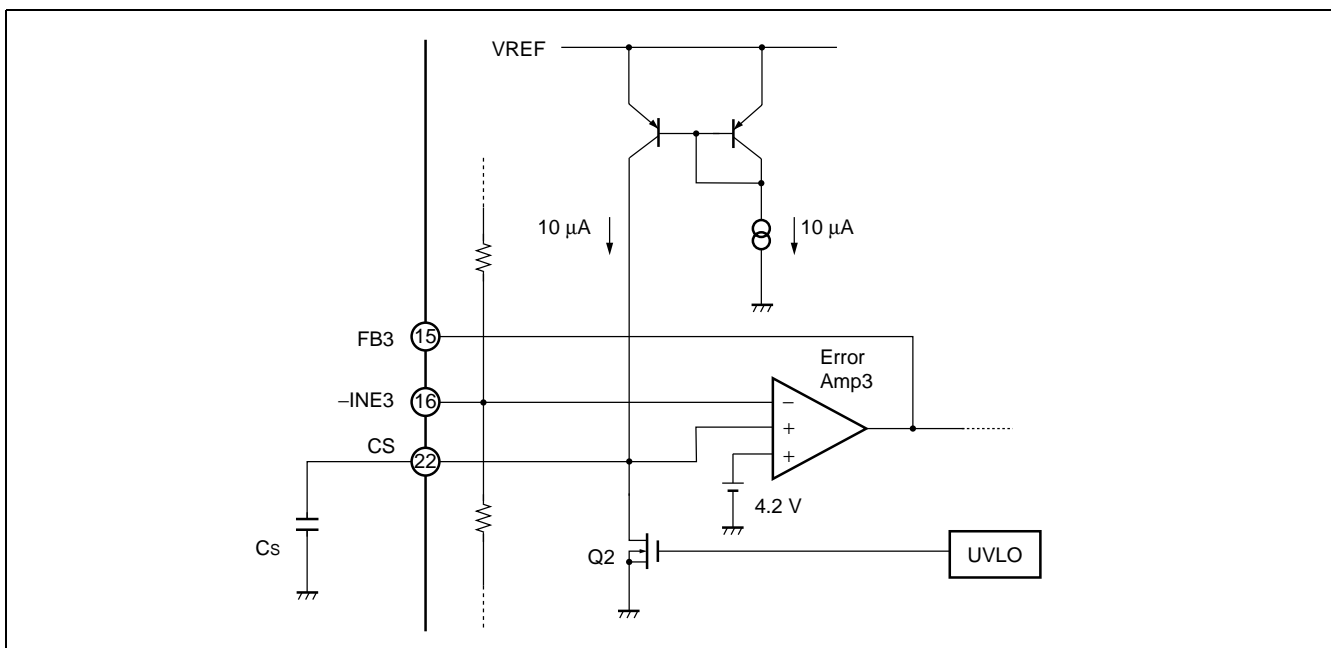 VREF
10 µA
10 µA
FB3
15
Error
Amp3
–INE3
16
−
CS
22
+
+
4.2 V
Cs
Q2
UVLO